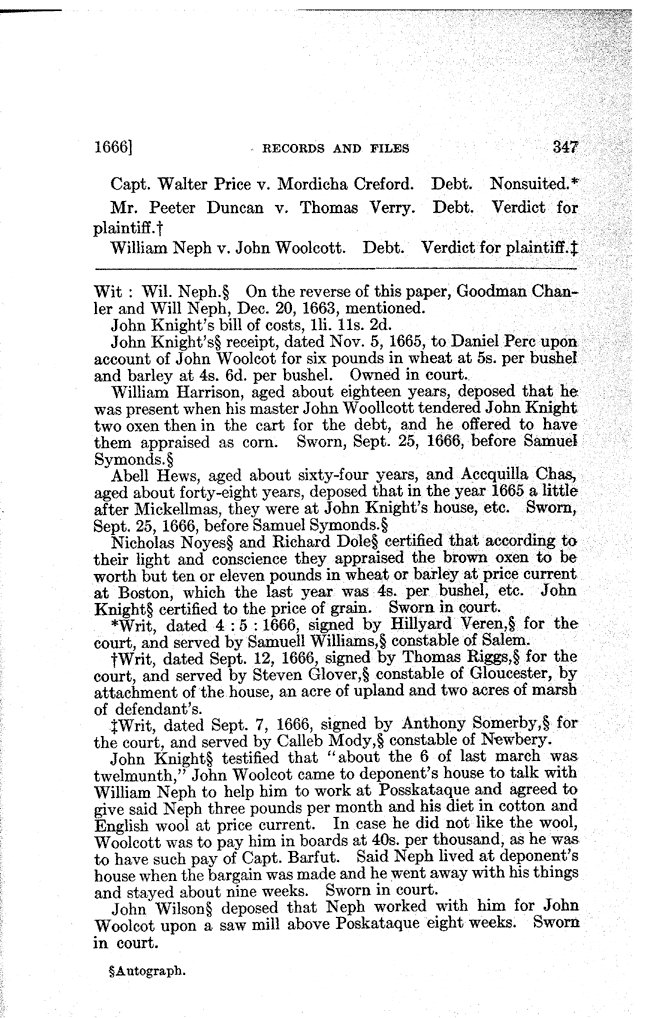 1666] RECORDS AND FILES 347
Capt. Walter Price v. Mordicha Creford. Debt. Nonsuited.*
Mr. Peeter Duncan v. Thomas Verry. Debt. Verdict for
plaintiff.†
William Neph v. John Woolcott. Debt. Verdict for plaintiff.‡
Wit : Wil. Neph.§ On the reverse of this paper, Goodman Chan-
ler and Will Neph, Dec. 20, 1663, mentioned.
John Knight's bill of costs, 1li. 11s. 2d.
John Knight's§ receipt, dated Nov. 5, 1665, to Daniel Perc upon
account of John Woolcot for six pounds in wheat at 5s. per bushel
and barley at 4s. 6d. per bushel. Owned in court.
William Harrison, aged about eighteen years, deposed that he
was present when his master John Woollcott tendered John Knight
two oxen then in the cart for the debt, and he offered to have
them appraised as corn. Sworn, Sept. 25, 1666, before Samuel
Symonds.§
Abell Hews, aged about sixty-four years, and Accquilla Chas,
aged about forty-eight years, deposed that in the year 1665 a little
after Mickellmas, they were at John Knight's house, etc. Sworn,
Sept. 25, 1666, before Samuel Symonds.§
Nicholas Noyes§ and Richard Dole§ certified that according to
their light and conscience they appraised the brown oxen to be
worth but ten or eleven pounds in wheat or barley at price current
at Boston, which the last year was 4s. per bushel, etc. John
Knight§ certified to the price of grain. Sworn in court.
*Writ, dated 4 : 5 : 1666, signed by Hillyard Veren,§ for the
court, and served by Samuell Williams,§ constable of Salem.
†Writ, dated Sept. 12, 1666, signed by Thomas Riggs,§ for the
court, and served by Steven Glover,§ constable of Gloucester, by
attachment of the house, an acre of upland and two acres of marsh
of defendant's.
‡Writ, dated Sept. 7, 1666, signed by Anthony Somerby,§ for
the court, and served by Calleb Mody,§ constable of Newbery.
John Knight§ testified that "about the 6 of last march was
twelmunth," John Woolcot came to deponent's house to talk with
William Neph to help him to work at Posskataque and agreed to
give said Neph three pounds per month and his diet in cotton and
English wool at price current. In case he did not like the wool,
Woolcott was to pay him in boards at 40s. per thousand, as he was
to have such pay of Capt. Barfut. Said Neph lived at deponent's
house when the bargain was made and he went away with his things
and stayed about nine weeks. Sworn in court.
John Wilson§ deposed that Neph worked with him for John
Woolcot upon a saw mill above Poskataque eight weeks. Sworn
in court.
§Autograph.